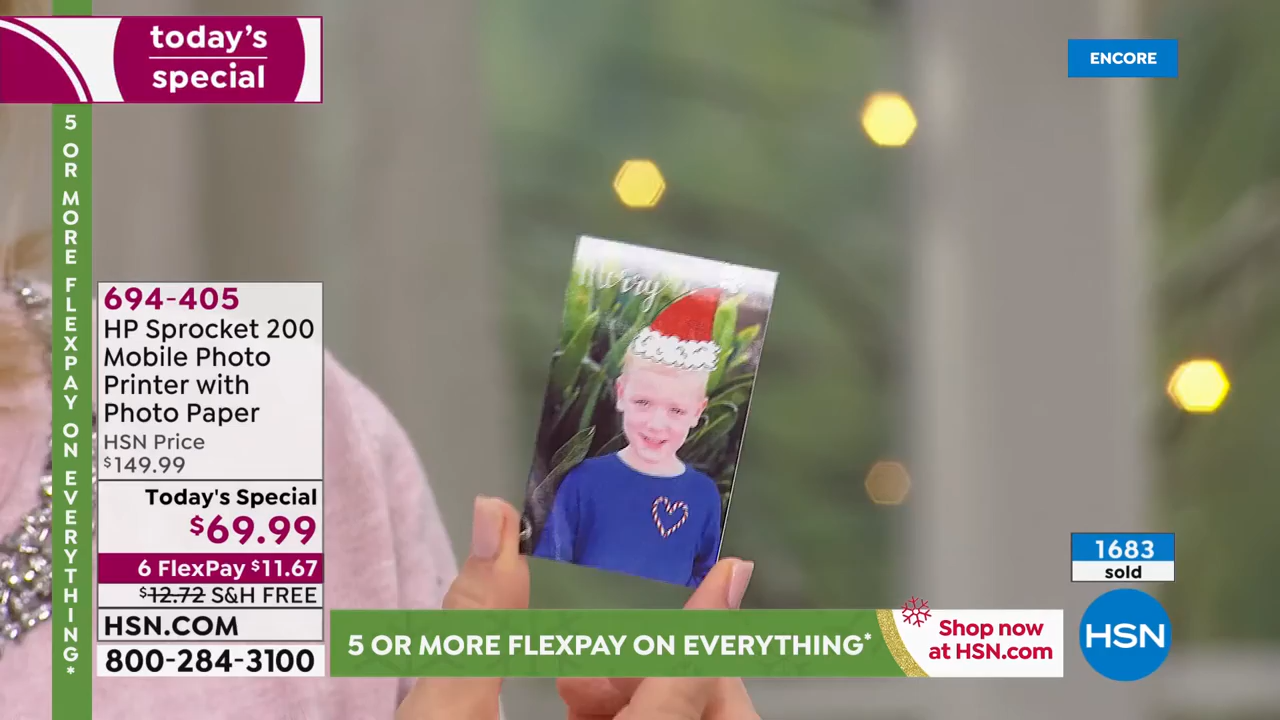 today's
special
ENCORE
5 OR MORE FLEXPAY ON EVERYTHING*
Merry
694-405
HP Sprocket 200
Mobile Photo
Printer with
Photo Paper
HSN Price
$149.99
Today's Special
$69.99
6 FlexPay $11.67
$12.72 S&H FREE
HSN.COM
800-284-3100
5 OR MORE FLEXPAY ON EVERYTHING*
Shop now
at HSN.com
1683
sold
HSN